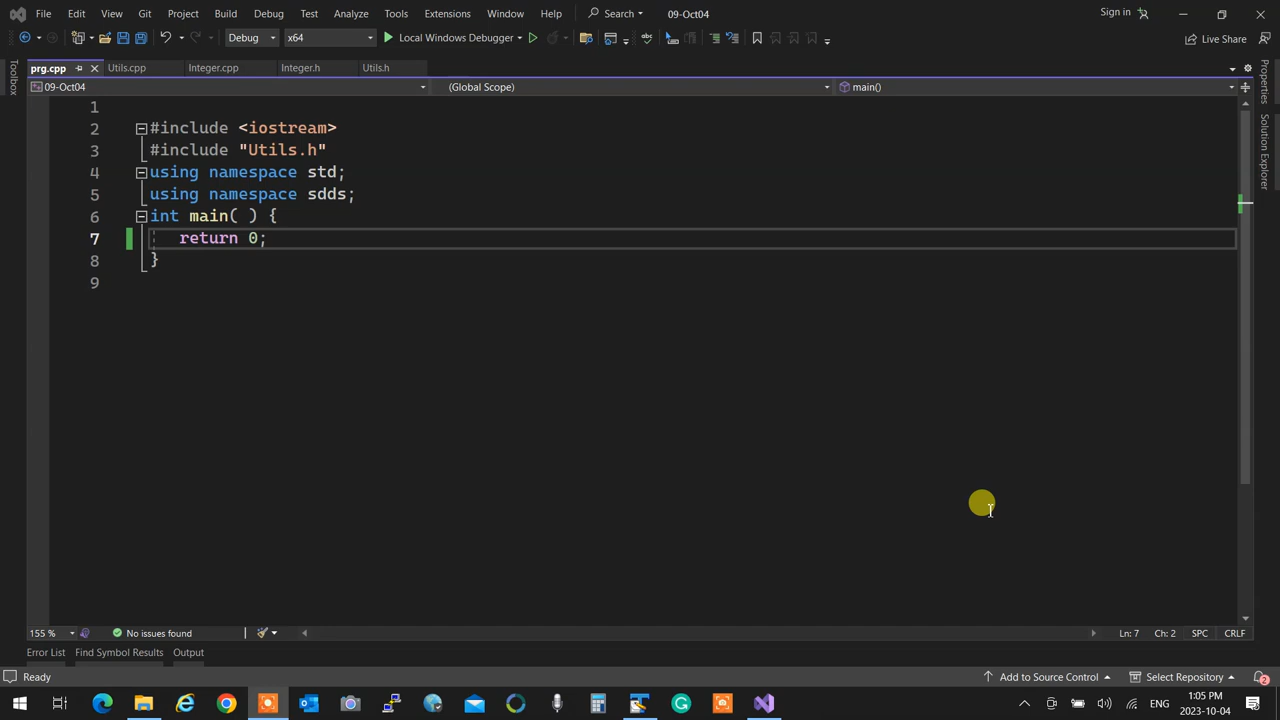 File Edit View Git Project Build Debug Test Analyze Tools Extensions Window Help Search 09-Oct04 Sign in
Debug x64 Local Windows Debugger Live Share
prg.cpp Utils.cpp Integer.cpp Integer.h Utils.h
09-Oct04 (Global Scope) main()
Toolbox
Properties
Solution Explorer
1
2 #include <iostream>
3 #include "Utils.h"
4 using namespace std;
5 using namespace sdds;
6 int main( ) {
7 return 0;
8 }
9
155 % No issues found Ln: 7 Ch: 2 SPC CRLF
Error List Find Symbol Results Output
Ready Add to Source Control Select Repository 2
1:05 PM
ENG
2023-10-04